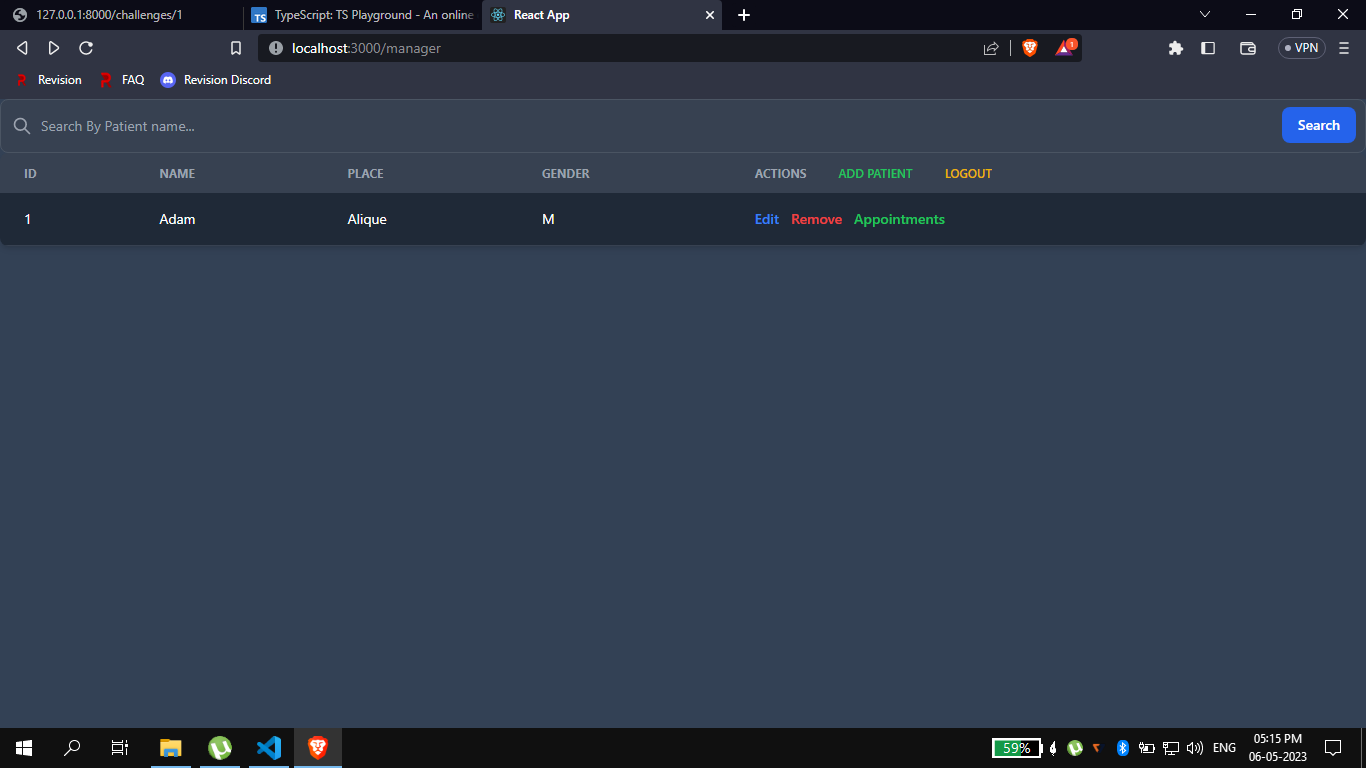 127.0.0.1:8000/challenges/1
TypeScript: TS Playground - An online
React App
localhost:3000/manager
1
VPN
Revision
FAQ
Revision Discord
Search By Patient name...
Search
ID NAME PLACE GENDER ACTIONS ADD PATIENT LOGOUT
1 Adam Alique M Edit Remove Appointments
59%
ENG
05:15 PM
06-05-2023